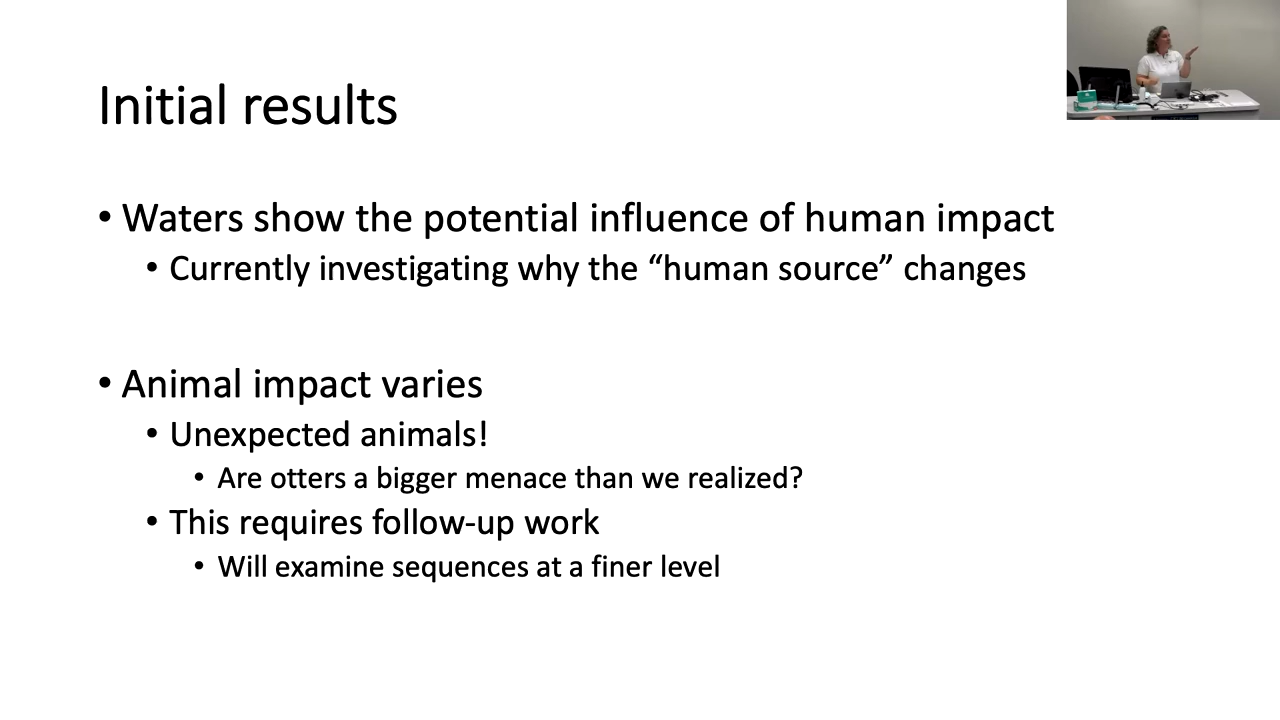 Initial results
• Waters show the potential influence of human impact
• Currently investigating why the “human source” changes
• Animal impact varies
• Unexpected animals!
• Are otters a bigger menace than we realized?
• This requires follow-up work
• Will examine sequences at a finer level